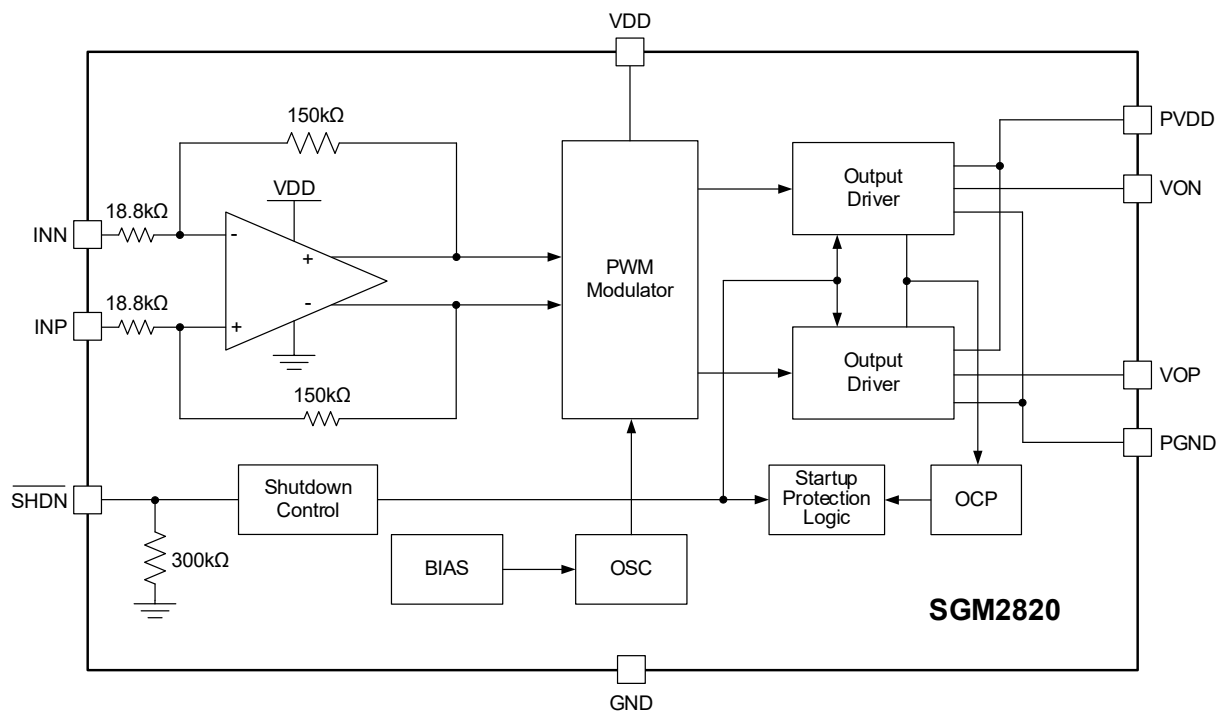 VDD
150kΩ
PVDD
VDD
Output
Driver
VON
18.8kΩ
INN
-
+
PWM
Modulator
18.8kΩ
-
INP
+
Output
Driver
VOP
150kΩ
PGND
SHDN
Shutdown
Control
Startup
Protection
Logic
OCP
300kΩ
BIAS
OSC
SGM2820
GND